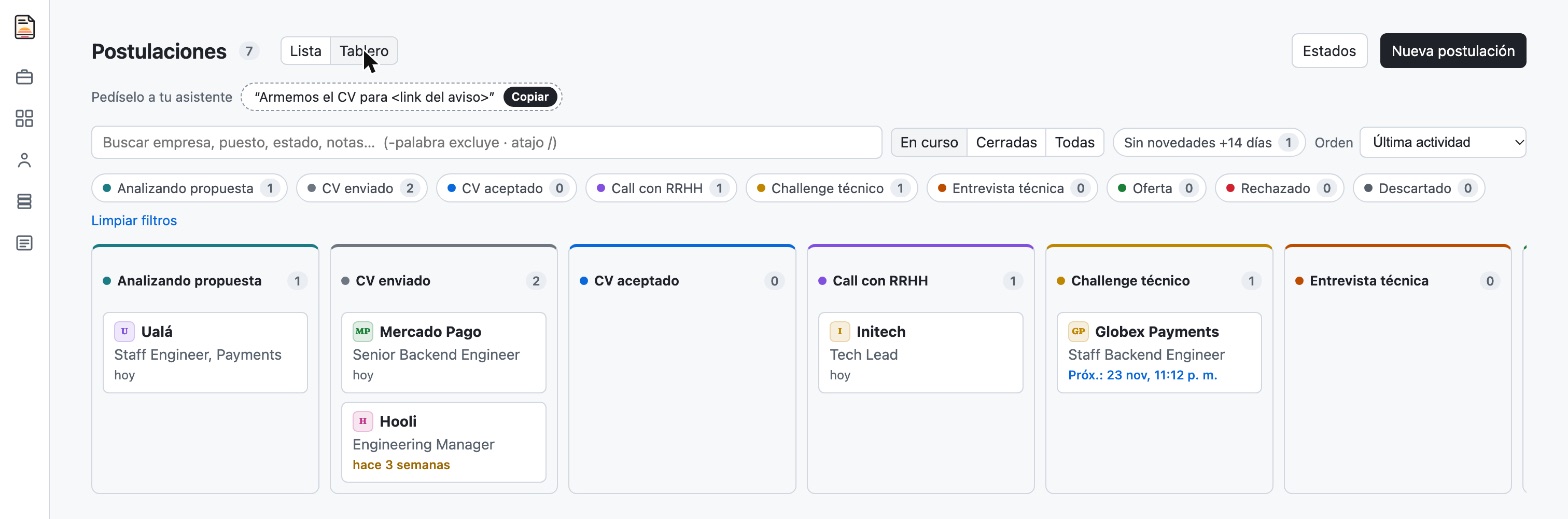 Postulaciones 7 Lista Tablero Estados Nueva postulación
Pedíselo a tu asistente “Armemos el CV para <link del aviso>” Copiar
Buscar empresa, puesto, estado, notas... (-palabra excluye · atajo /) En curso Cerradas Todas Sin novedades +14 días 1 Orden Última actividad
Analizando propuesta 1 CV enviado 2 CV aceptado 0 Call con RRHH 1 Challenge técnico 1 Entrevista técnica 0 Oferta 0 Rechazado 0 Descartado 0
Limpiar filtros
Analizando propuesta 1
U Ualá
Staff Engineer, Payments
hoy
CV enviado 2
MP Mercado Pago
Senior Backend Engineer
hoy
H Hooli
Engineering Manager
hace 3 semanas
CV aceptado 0
Call con RRHH 1
I Initech
Tech Lead
hoy
Challenge técnico 1
GP Globex Payments
Staff Backend Engineer
Próx.: 23 nov, 11:12 p. m.
Entrevista técnica 0